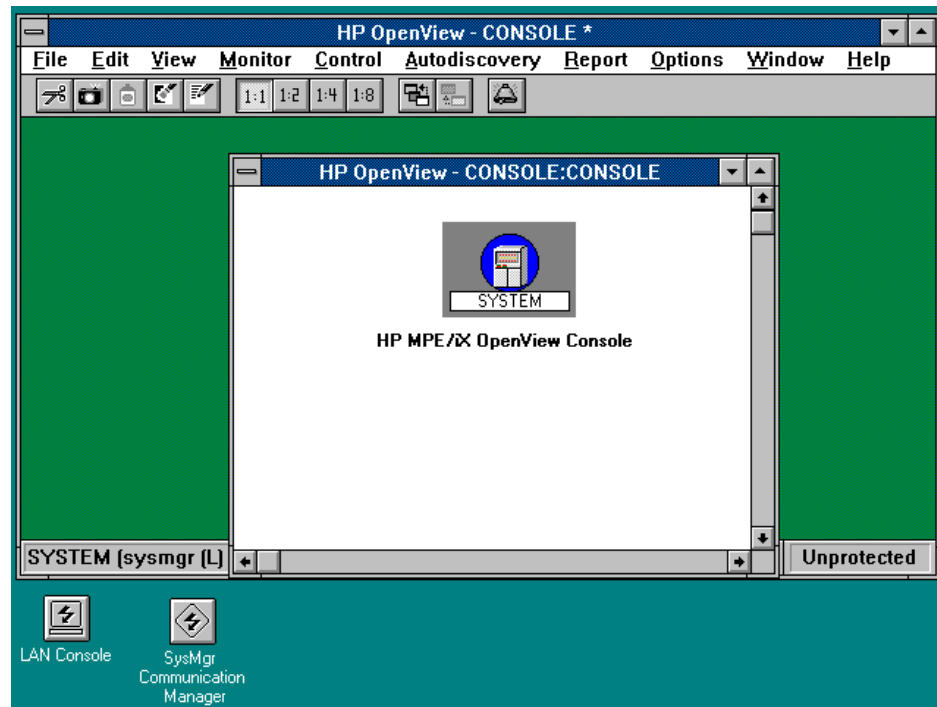 HP OpenView - CONSOLE *
File Edit View Monitor Control Autodiscovery Report Options Window Help
1:1 1:2 1:4 1:8
HP OpenView - CONSOLE:CONSOLE
SYSTEM
HP MPE/iX OpenView Console
SYSTEM (sysmgr (L)
Unprotected
LAN Console
SysMgr
Communication
Manager